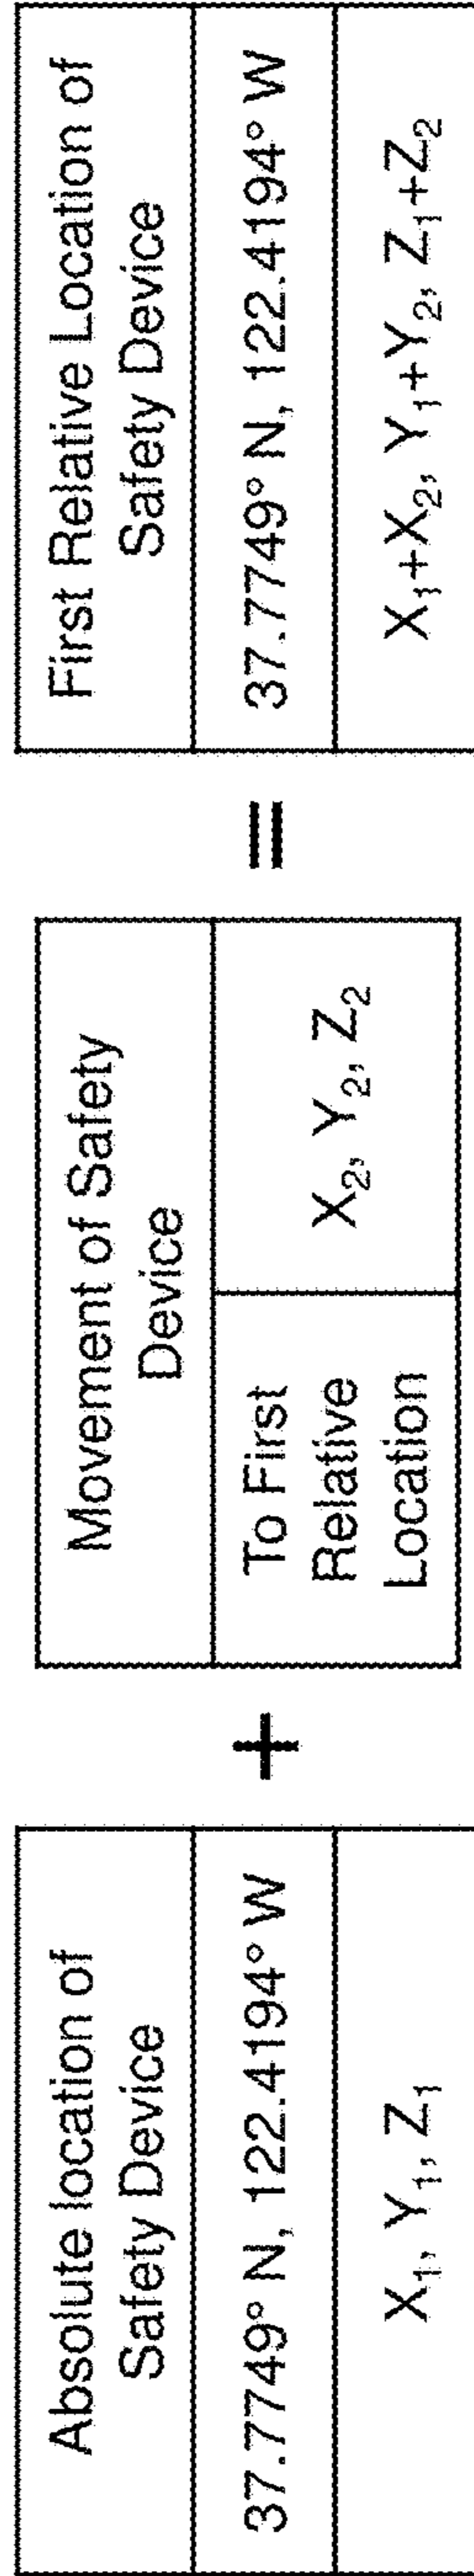 Absolute location of
Safety Device
37.7749° N, 122.4194° W
X₁, Y₁, Z₁
+
Movement of Safety
Device
To First
Relative
Location
X₂, Y₂, Z₂
=
First Relative Location of
Safety Device
37.7749° N, 122.4194° W
X₁+X₂, Y₁+Y₂, Z₁+Z₂